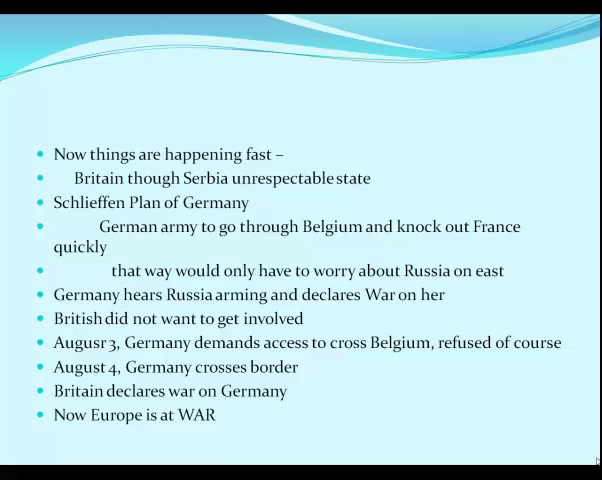 Now things are happening fast –
Britain though Serbia unrespectable state
Schlieffen Plan of Germany
German army to go through Belgium and knock out France
quickly
that way would only have to worry about Russia on east
Germany hears Russia arming and declares War on her
British did not want to get involved
Augusr 3, Germany demands access to cross Belgium, refused of course
August 4, Germany crosses border
Britain declares war on Germany
Now Europe is at WAR